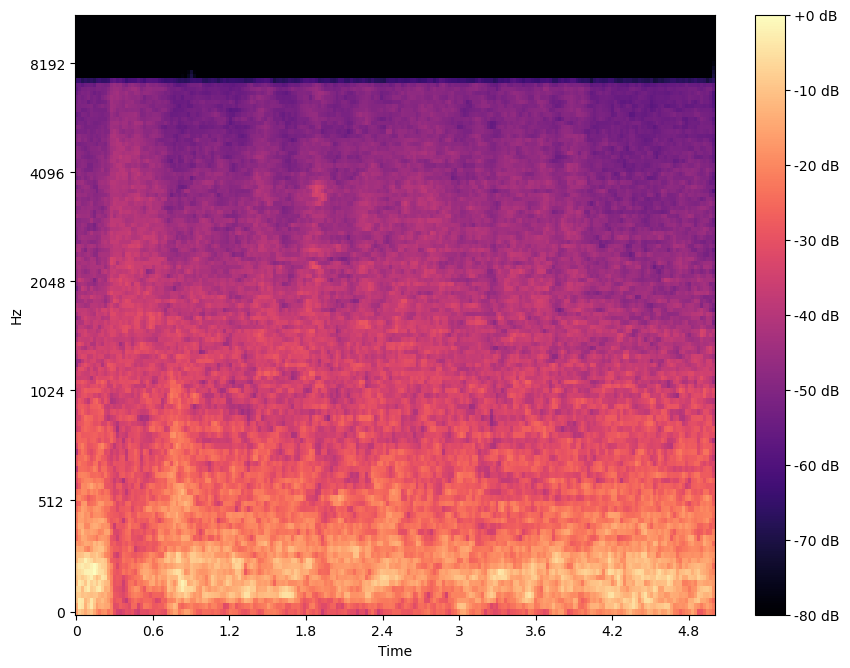 +0 dB
8192
-10 dB
4096
-20 dB
-30 dB
2048
Hz
-40 dB
1024
-50 dB
-60 dB
512
-70 dB
0
-80 dB
0 0.6 1.2 1.8 2.4 3 3.6 4.2 4.8
Time